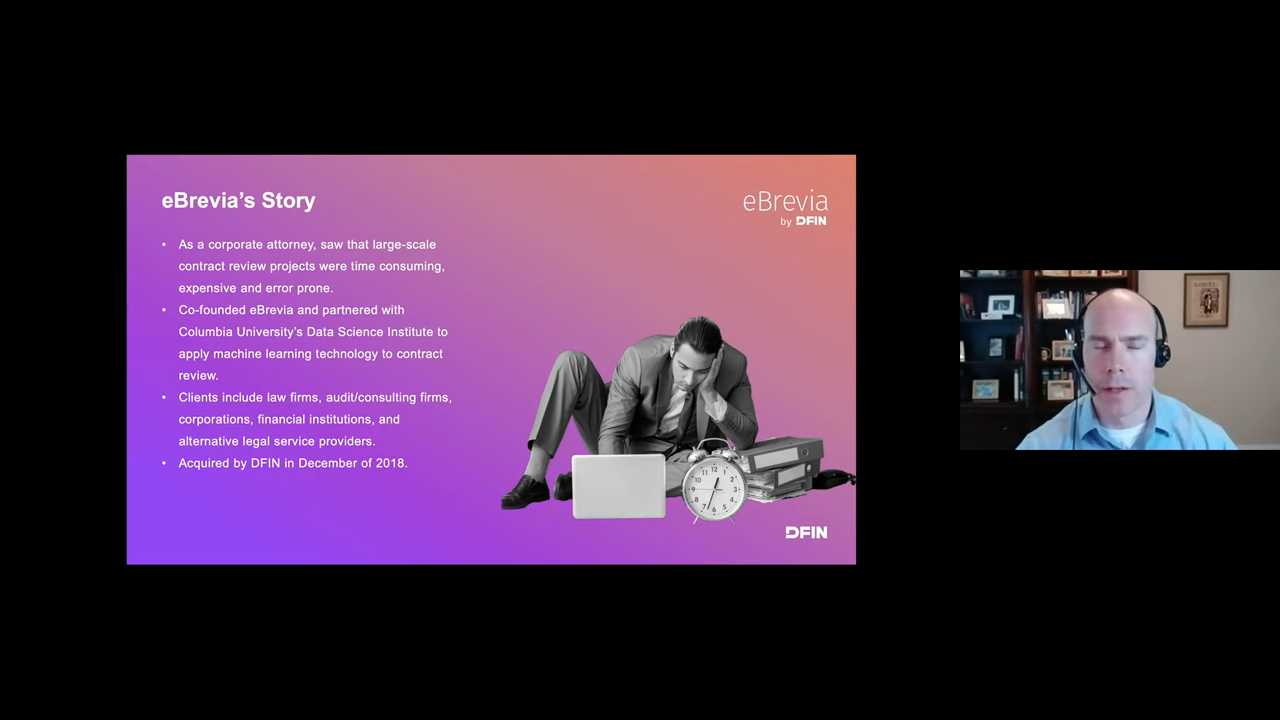 eBrevia's Story
eBrevia
by DFIN
• As a corporate attorney, saw that large-scale
contract review projects were time consuming,
expensive and error prone.
• Co-founded eBrevia and partnered with
Columbia University's Data Science Institute to
apply machine learning technology to contract
review.
• Clients include law firms, audit/consulting firms,
corporations, financial institutions, and
alternative legal service providers.
• Acquired by DFIN in December of 2018.
DFIN